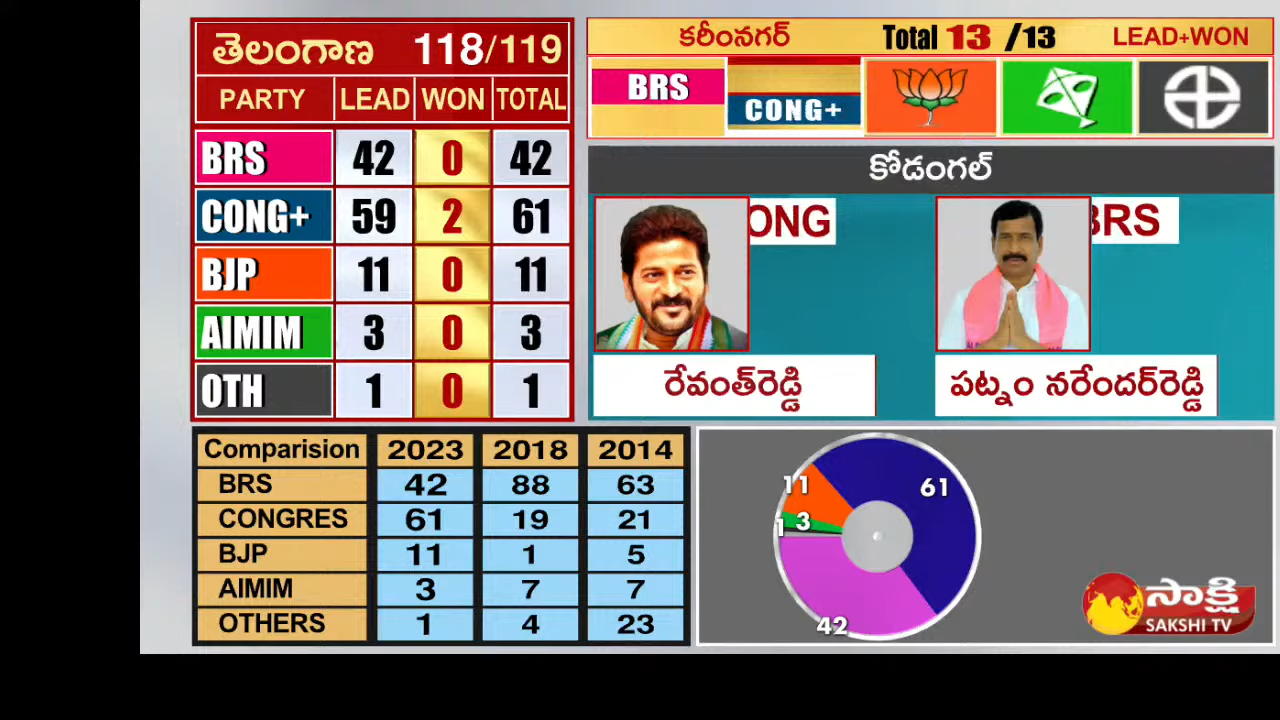 తెలంగాణ 118/119
PARTY LEAD WON TOTAL
BRS 42 0 42
CONG+ 59 2 61
BJP 11 0 11
AIMIM 3 0 3
OTH 1 0 1
కరీంనగర్ Total 13 /13 LEAD+WON
BRS CONG+
కోడంగల్
ONG BRS
రేవంత్‌రెడ్డి పట్నం నరేందర్‌రెడ్డి
Comparision 2023 2018 2014
BRS 42 88 63
CONGRES 61 19 21
BJP 11 1 5
AIMIM 3 7 7
OTHERS 1 4 23
11 61
1 3
42
సాక్షి
SAKSHI TV